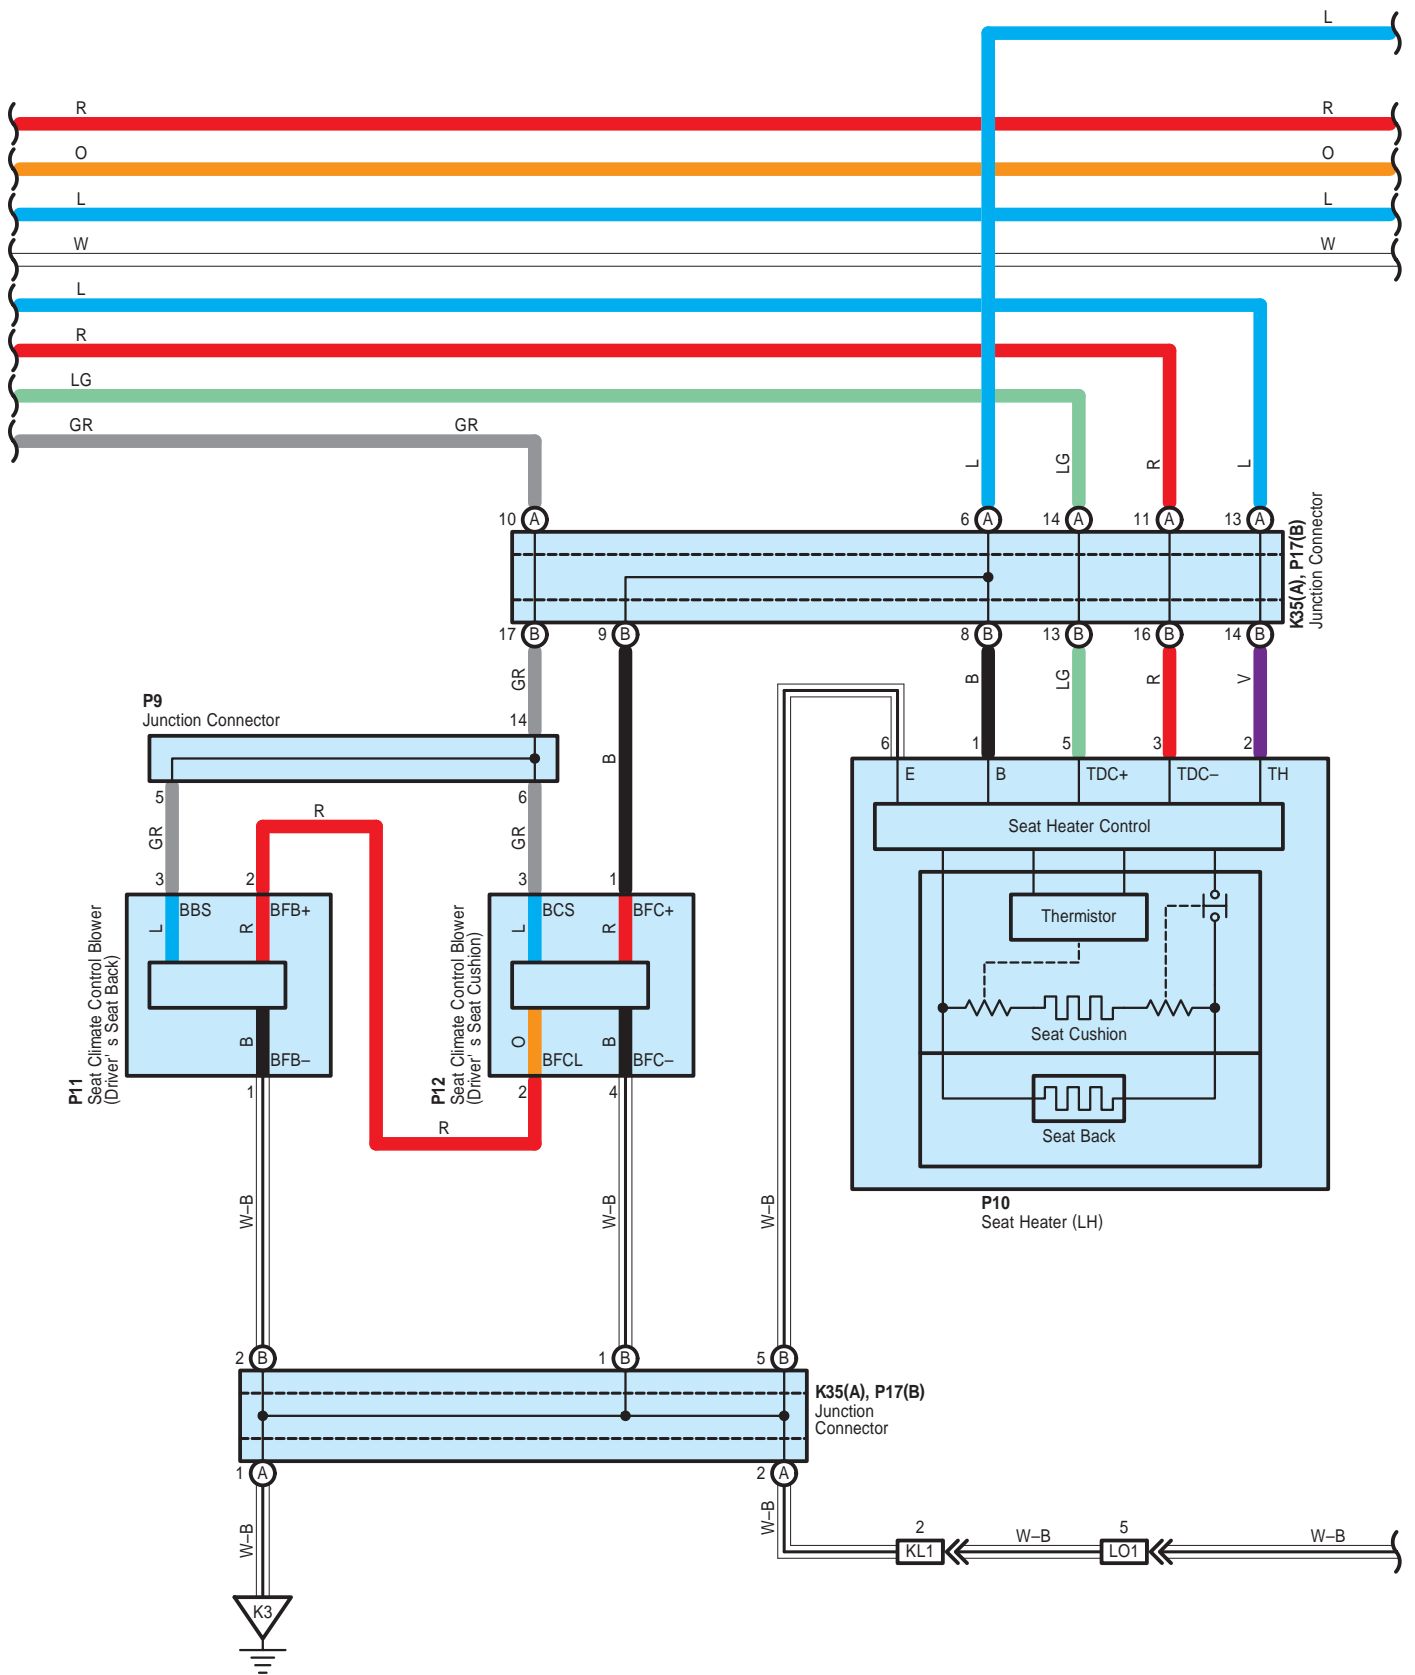 L
R R
O O
L L
W W
L
R
LG
GR GR
L LG R L
10 A 6 A 14 A 11 A 13 A
K35(A), P17(B)
Junction Connector
17 B 9 B 8 B 13 B 16 B 14 B
GR B LG R V
P9
Junction Connector
14
B
6 1 5 3 2
E B TDC+ TDC– TH
5 6
R
GR GR
Seat Heater Control
3 2 3 1
BBS BFB+ BCS BFC+
L R L R
Thermistor
P11
Seat Climate Control Blower
(Driver' s Seat Back)
P12
Seat Climate Control Blower
(Driver' s Seat Cushion)
Seat Cushion
B O B
BFB– BFCL BFC–
1 2 4
R
Seat Back
P10
Seat Heater (LH)
W–B W–B W–B
2 B 1 B 5 B
K35(A), P17(B)
Junction
Connector
1 A 2 A
W–B W–B
2 5
KL1 W–B LO1 W–B
K3